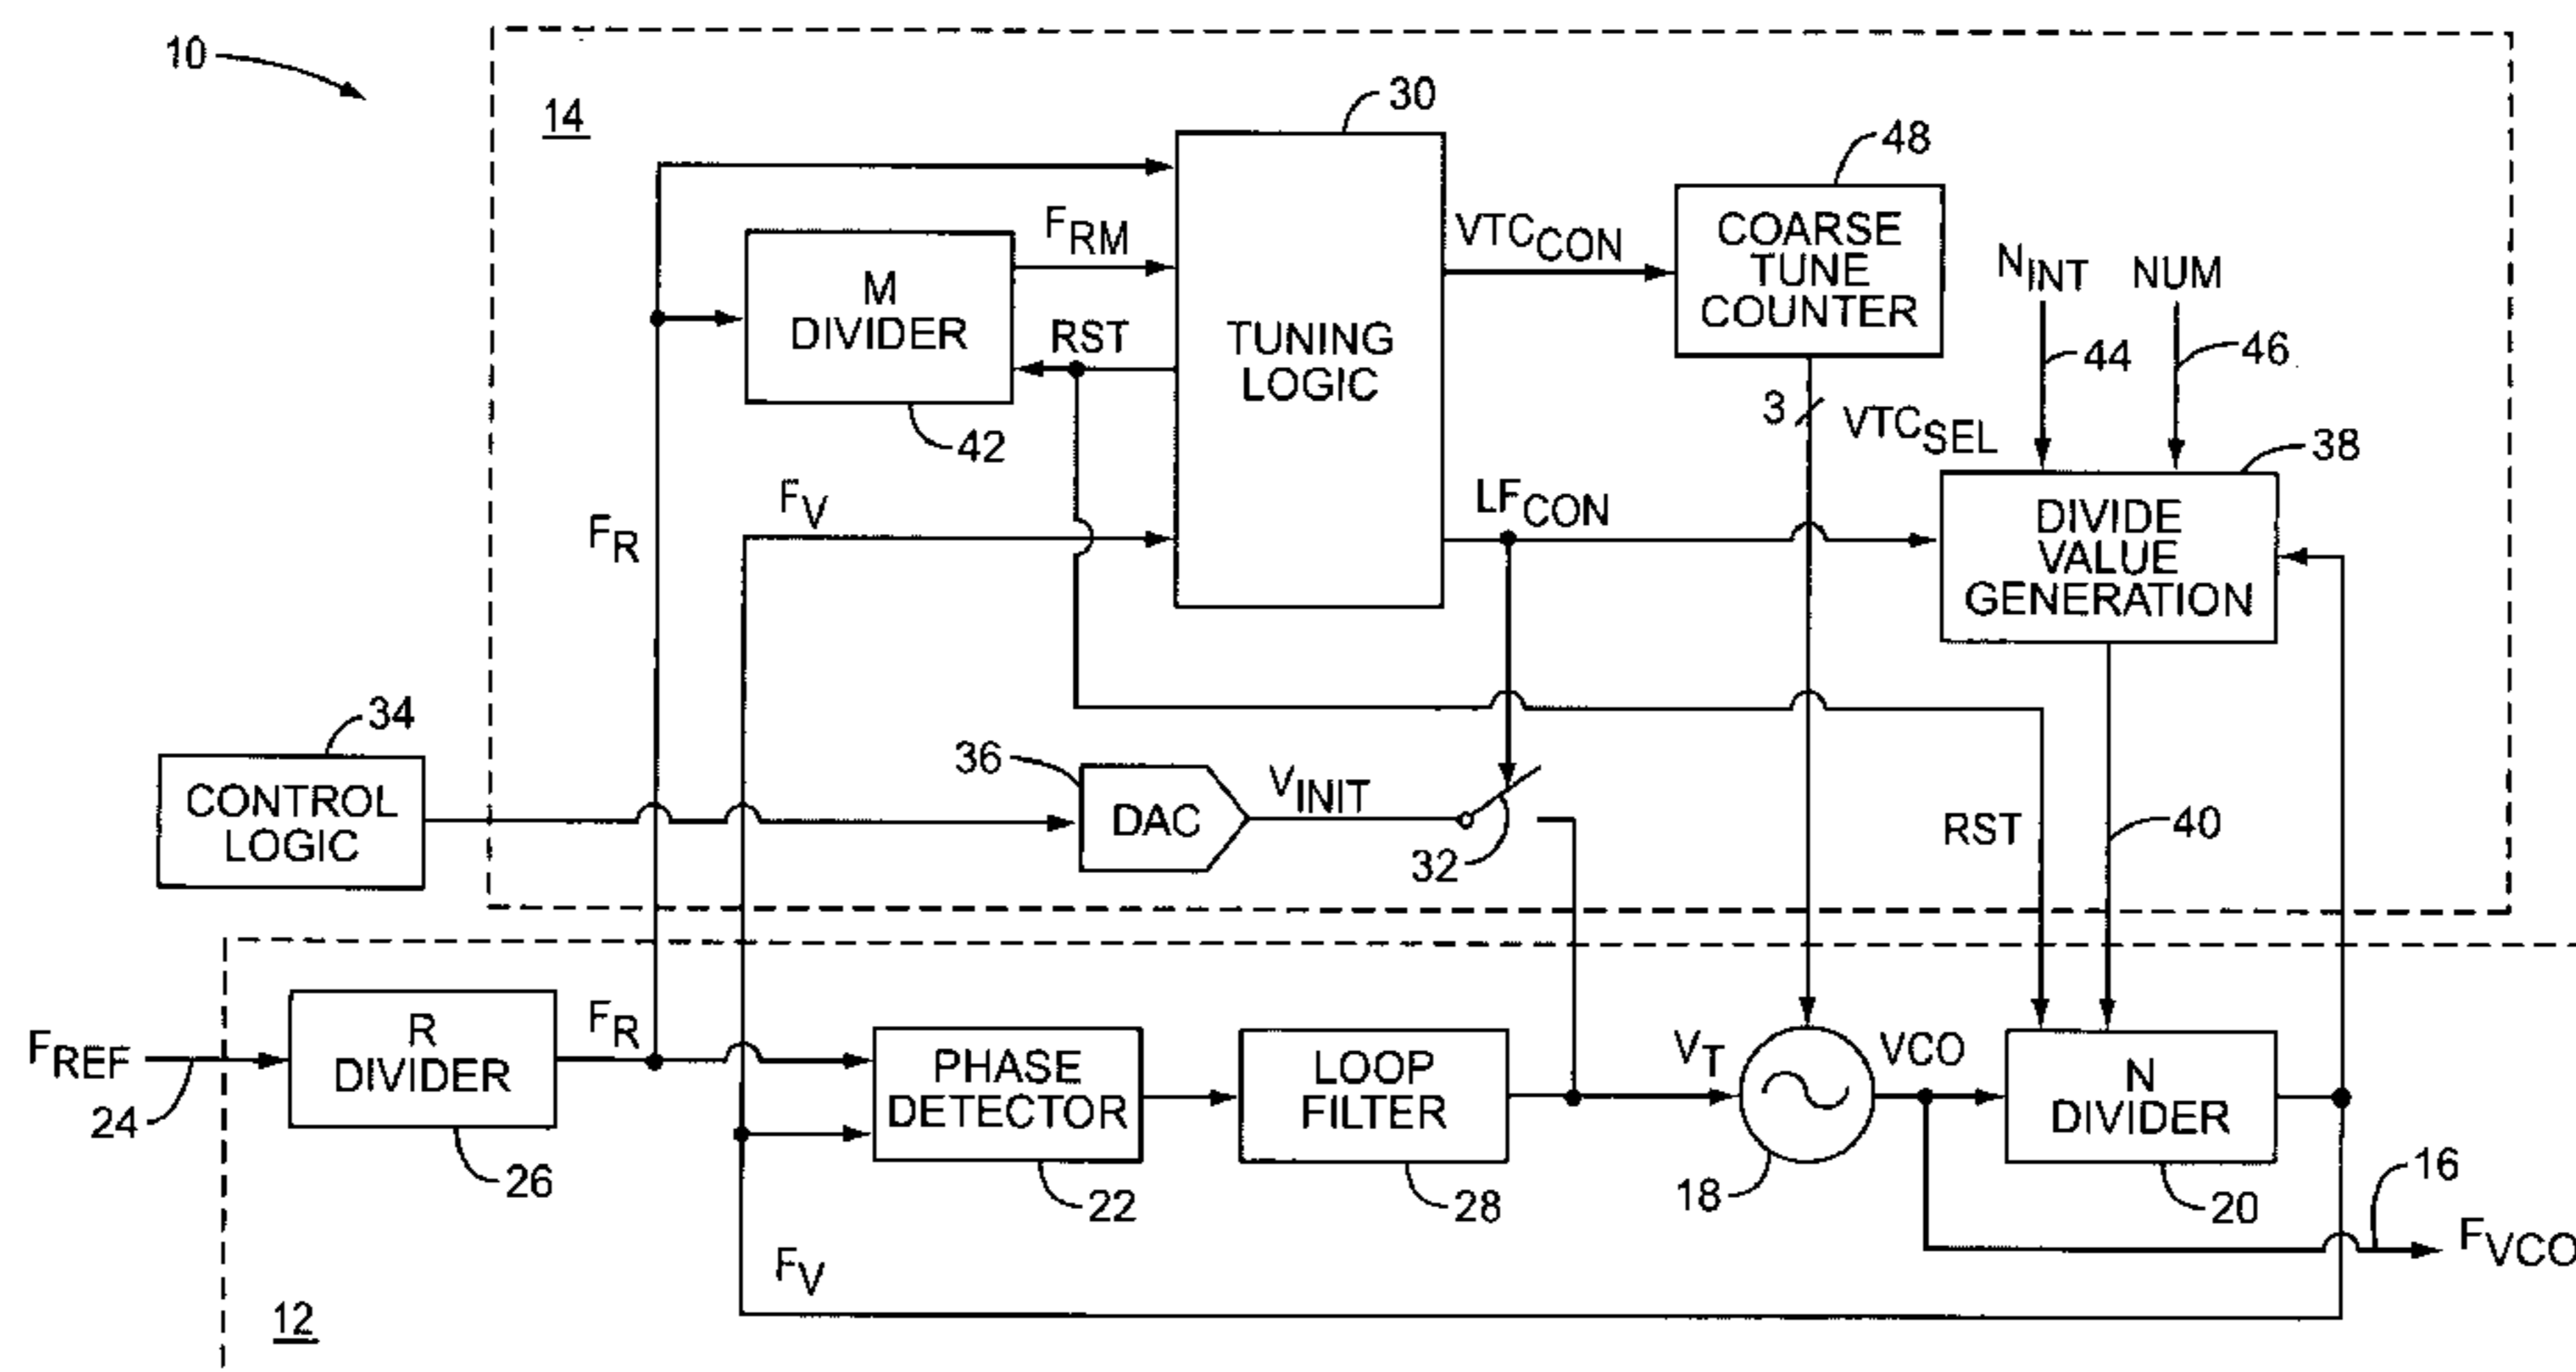 10
14
30
48
F_RM
VTC_CON
COARSE
TUNE
COUNTER
N_INT
NUM
M
DIVIDER
RST
TUNING
LOGIC
44
46
42
3
VTC_SEL
38
F_R
F_V
LF_CON
DIVIDE
VALUE
GENERATION
34
CONTROL
LOGIC
36
DAC
V_INIT
32
RST
40
F_REF
24
R
DIVIDER
26
F_R
PHASE
DETECTOR
22
LOOP
FILTER
28
V_T
18
VCO
N
DIVIDER
20
16
F_VCO
F_V
12